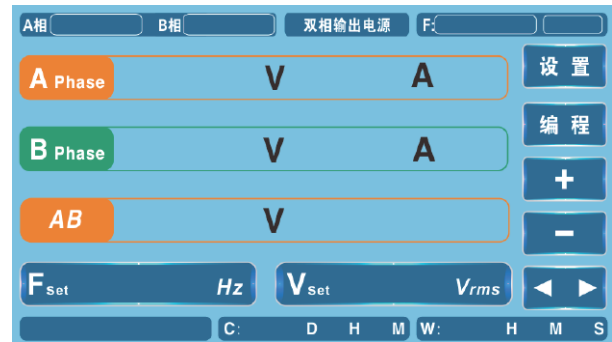 A相 B相 双相输出电源 F:
A Phase V A 设 置
B Phase V A 编 程
+
AB V −
Fset Hz Vset Vrms ◀ ▶
C: D H M W: H M S